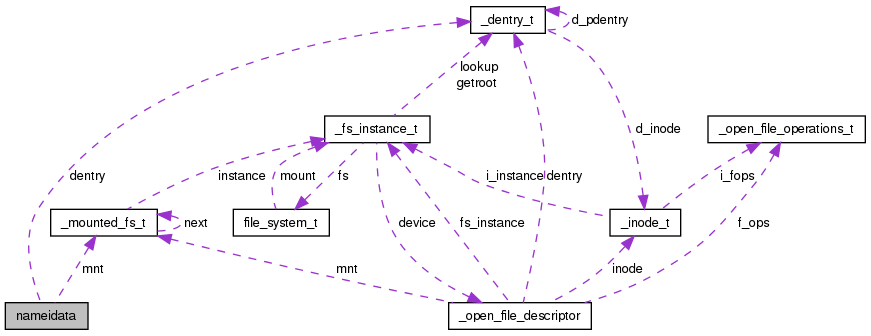 _dentry_t
d_pdentry
lookup
getroot
_fs_instance_t
d_inode
_open_file_operations_t
dentry
instance
mount
fs
i_instance
dentry
i_fops
_mounted_fs_t
next
file_system_t
device
fs_instance
_inode_t
f_ops
mnt
mnt
inode
nameidata
_open_file_descriptor